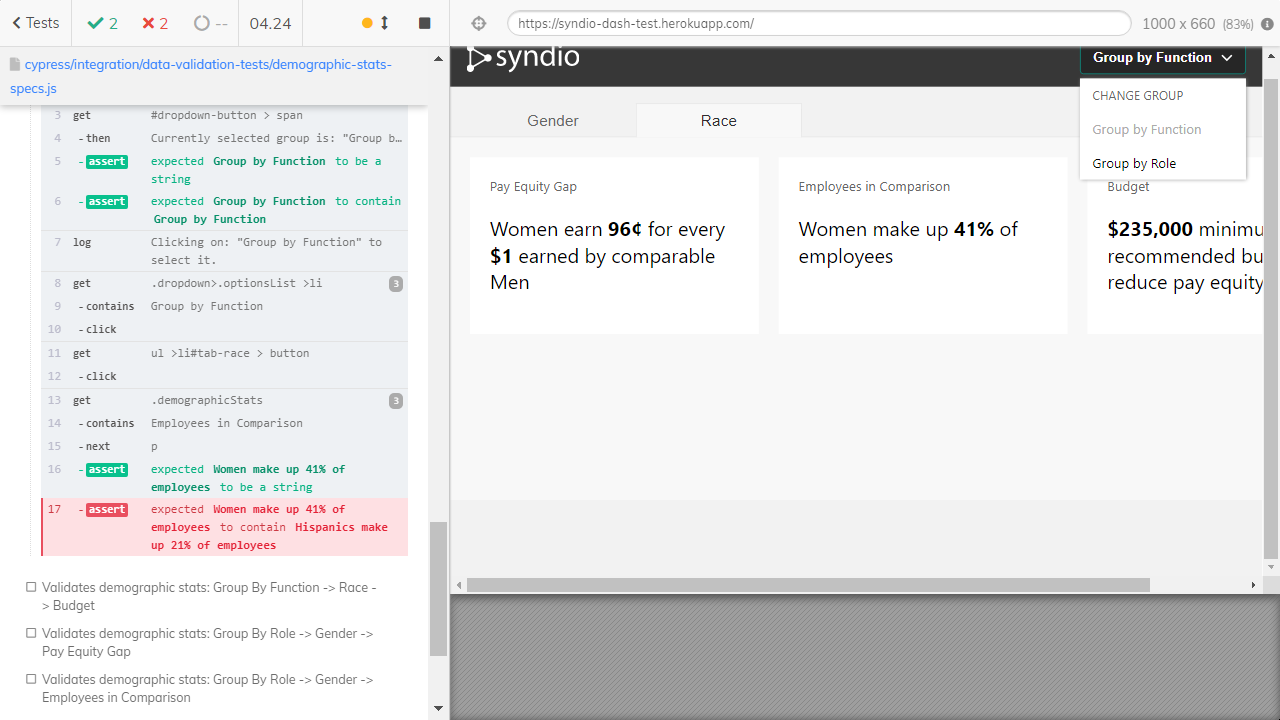 Tests
2
2
--
04.24
https://syndio-dash-test.herokuapp.com/
1000 x 660 (83%)
cypress/integration/data-validation-tests/demographic-stats-
specs.js
3 get #dropdown-button > span
4 -then Currently selected group is: "Group b…
5 -assert expected Group by Function to be a
string
6 -assert expected Group by Function to contain
Group by Function
7 log Clicking on: "Group by Function" to
select it.
8 get .dropdown>.optionsList >li 3
9 -contains Group by Function
10 -click
11 get ul >li#tab-race > button
12 -click
13 get .demographicStats 3
14 -contains Employees in Comparison
15 -next p
16 -assert expected Women make up 41% of
employees to be a string
17 -assert expected Women make up 41% of
employees to contain Hispanics make
up 21% of employees
Validates demographic stats: Group By Function -> Race -
> Budget
Validates demographic stats: Group By Role -> Gender ->
Pay Equity Gap
Validates demographic stats: Group By Role -> Gender ->
Employees in Comparison
syndio
Group by Function
CHANGE GROUP
Group by Function
Group by Role
Gender
Race
Pay Equity Gap
Women earn 96¢ for every
$1 earned by comparable
Men
Employees in Comparison
Women make up 41% of
employees
Budget
$235,000 minimu
recommended bu
reduce pay equity